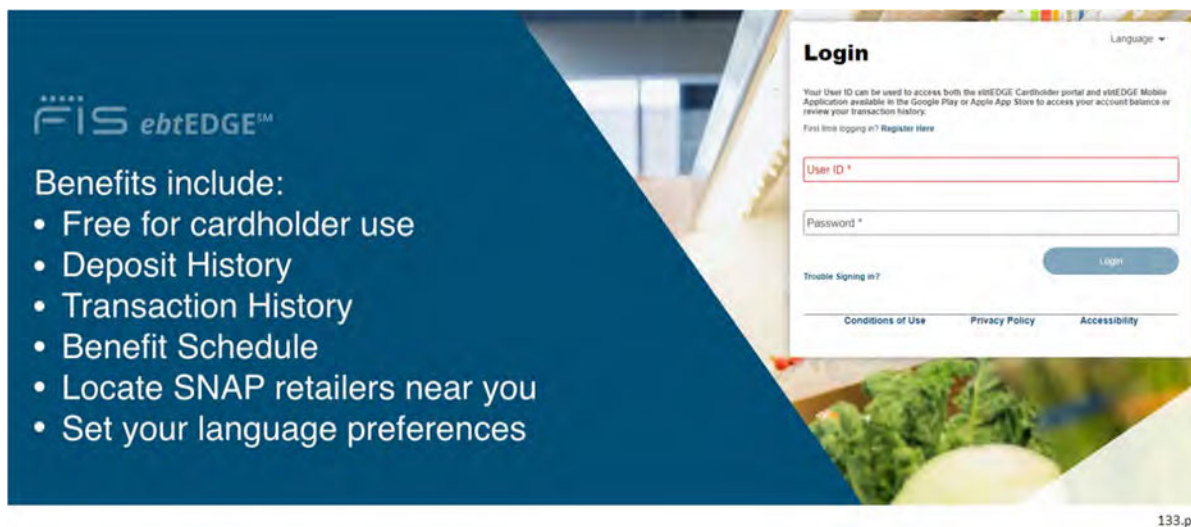 FIS ebtEDGE℠
Benefits include:
• Free for cardholder use
• Deposit History
• Transaction History
• Benefit Schedule
• Locate SNAP retailers near you
• Set your language preferences
Language
Login
Your User ID can be used to access both the ebtEDGE Cardholder portal and ebtEDGE Mobile
Application available in the Google Play or Apple App Store to access your account balance or
review your transaction history.
First time logging in? Register Here
User ID *
Password *
Login
Trouble Signing in?
Conditions of Use Privacy Policy Accessibility
133.p